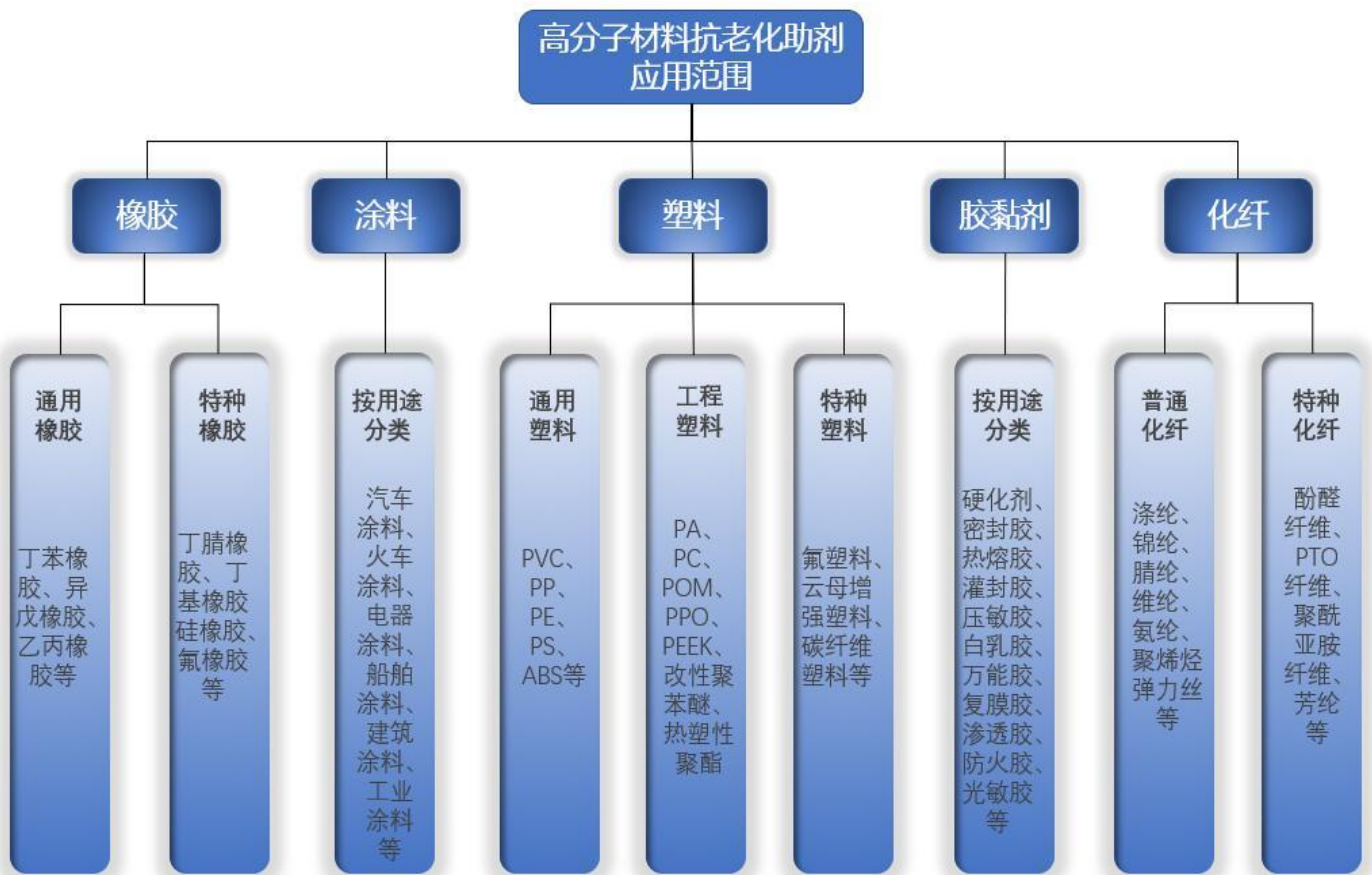 高分子材料抗老化助剂
应用范围
橡胶
涂料
塑料
胶黏剂
化纤
通用
橡胶
丁苯橡
胶、异
戊橡胶、
乙丙橡
胶等
特种
橡胶
丁腈橡
胶、丁
基橡胶
硅橡胶、
氟橡胶
等
按用途
分类
汽车
涂料、
火车
涂料、
电器
涂料、
船舶
涂料、
建筑
涂料、
工业
涂料等
等
通用
塑料
PVC、
PP、
PE、
PS、
ABS等
工程
塑料
PA、
PC、
POM、
PPO、
PEEK、
改性聚
苯醚、
热塑性
聚酯
特种
塑料
氟塑料、
云母增
强塑料、
碳纤维
塑料等
按用途
分类
硬化剂、
密封胶、
热熔胶、
灌封胶、
压敏胶、
白乳胶、
万能胶、
复膜胶、
渗透胶、
防火胶、
光敏胶
等
普通
化纤
涤纶、
锦纶、
腈纶、
维纶、
氨纶、
聚烯烃
弹力丝
等
特种
化纤
酚醛
纤维、
PTO
纤维、
聚酰
亚胺
纤维、
芳纶
等